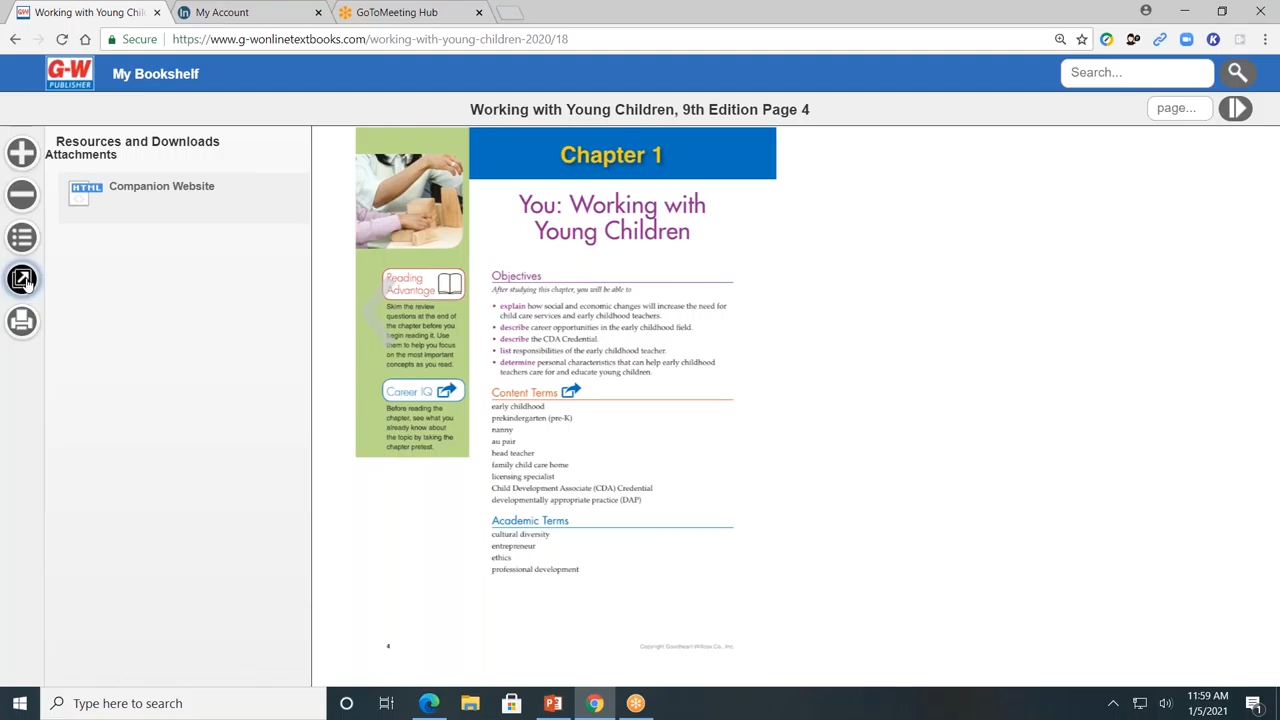 Working with Young Chil
My Account
GoToMeeting Hub
Secure
https://www.g-wonlinetextbooks.com/working-with-young-children-2020/18
G-W
PUBLISHER
My Bookshelf
Search...
Working with Young Children, 9th Edition Page 4
page...
Resources and Downloads
Attachments
HTML
Companion Website
Chapter 1
You: Working with
Young Children
Reading
Advantage
Skim the review
questions at the end of
the chapter before you
begin reading it. Use
them to help you focus
on the most important
concepts as you read.
Career IQ
Before reading the
chapter, see what you
already know about
the topic by taking the
chapter pretest.
Objectives
After studying this chapter, you will be able to
• explain how social and economic changes will increase the need for
child care services and early childhood teachers.
• describe career opportunities in the early childhood field.
• describe the CDA Credential.
• list responsibilities of the early childhood teacher.
• determine personal characteristics that can help early childhood
teachers care for and educate young children.
Content Terms
early childhood
prekindergarten (pre-K)
nanny
au pair
head teacher
family child care home
licensing specialist
Child Development Associate (CDA) Credential
developmentally appropriate practice (DAP)
Academic Terms
cultural diversity
entrepreneur
ethics
professional development
4
Copyright Goodheart-Willcox Co., Inc.
Type here to search
11:59 AM
1/5/2021